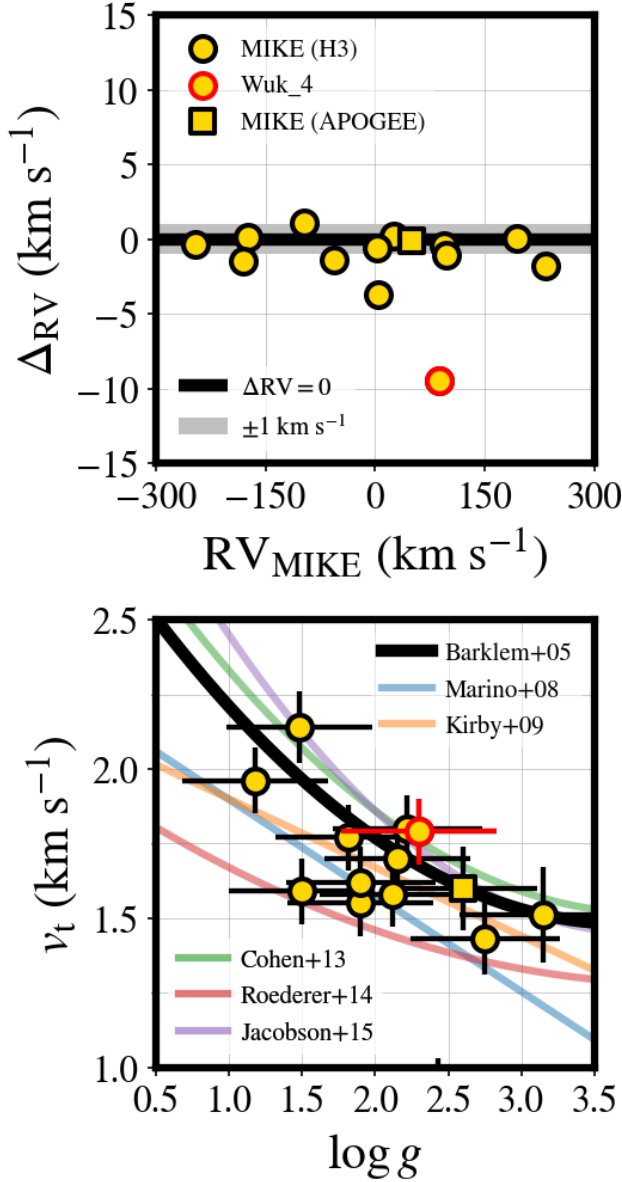 15
10
5
0
−5
−10
−15
Δ_RV (km s⁻¹)
MIKE (H3)
Wuk_4
MIKE (APOGEE)
ΔRV = 0
±1 km s⁻¹
−300 −150 0 150 300
RV_MIKE (km s⁻¹)
2.5
2.0
1.5
1.0
v_t (km s⁻¹)
Barklem+05
Marino+08
Kirby+09
Cohen+13
Roederer+14
Jacobson+15
0.5 1.0 1.5 2.0 2.5 3.0 3.5
log g